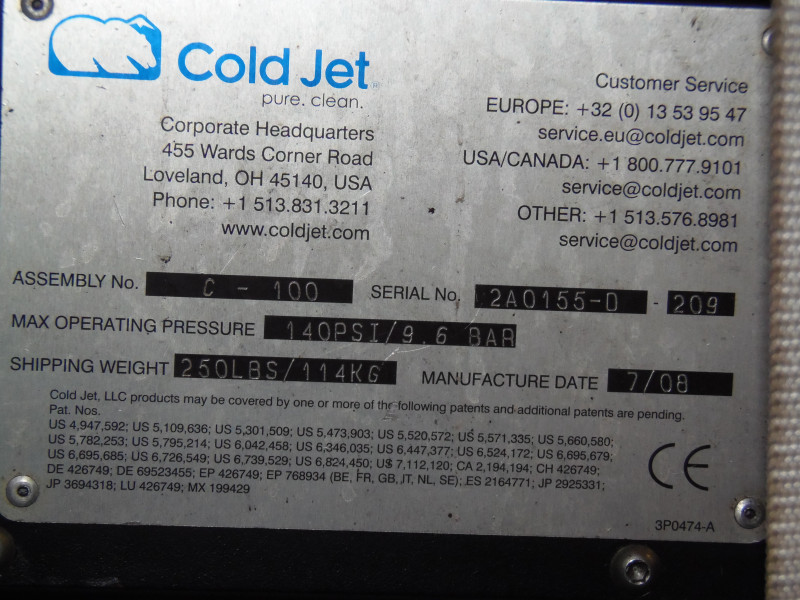 Cold Jet
pure. clean.
Corporate Headquarters
455 Wards Corner Road
Loveland, OH 45140, USA
Phone: +1 513.831.3211
www.coldjet.com
Customer Service
EUROPE: +32 (0) 13 53 95 47
service.eu@coldjet.com
USA/CANADA: +1 800.777.9101
service@coldjet.com
OTHER: +1 513.576.8981
service@coldjet.com
ASSEMBLY No. C - 100 SERIAL No. 2A0155-D - 209
MAX OPERATING PRESSURE 140PSI/9.6 BAR
SHIPPING WEIGHT 250LBS/114KG MANUFACTURE DATE 7/08
Cold Jet, LLC products may be covered by one or more of the following patents and additional patents are pending.
Pat. Nos.
US 4,947,592; US 5,109,636; US 5,301,509; US 5,473,903; US 5,520,572; US 5,571,335; US 5,660,580;
US 5,782,253; US 5,795,214; US 6,042,458; US 6,346,035; US 6,447,377; US 6,524,172; US 6,695,679;
US 6,695,685; US 6,726,549; US 6,739,529; US 6,824,450; US 7,112,120; CA 2,194,194; CH 426749;
DE 426749; DE 69523455; EP 426749; EP 768934 (BE, FR, GB, IT, NL, SE); ES 2164771; JP 2925331;
JP 3694318; LU 426749; MX 199429
CE
3P0474-A